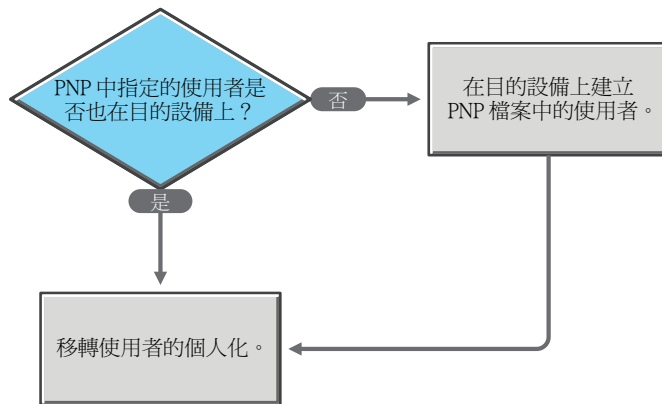 PNP 中指定的使用者是
否也在目的設備上？
否
在目的設備上建立
PNP 檔案中的使用者。
是
移轉使用者的個人化。